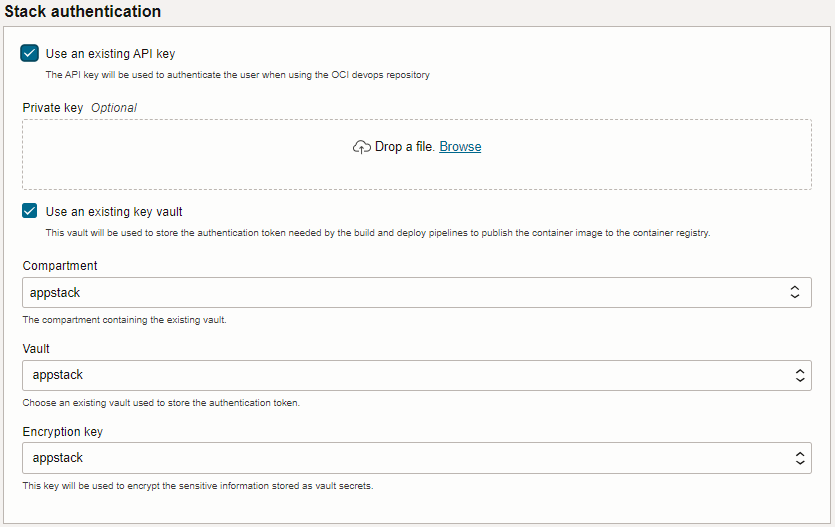 Stack authentication
Use an existing API key
The API key will be used to authenticate the user when using the OCI devops repository
Private key Optional
Drop a file. Browse
Use an existing key vault
This vault will be used to store the authentication token needed by the build and deploy pipelines to publish the container image to the container registry.
Compartment
appstack
The compartment containing the existing vault.
Vault
appstack
Choose an existing vault used to store the authentication token.
Encryption key
appstack
This key will be used to encrypt the sensitive information stored as vault secrets.